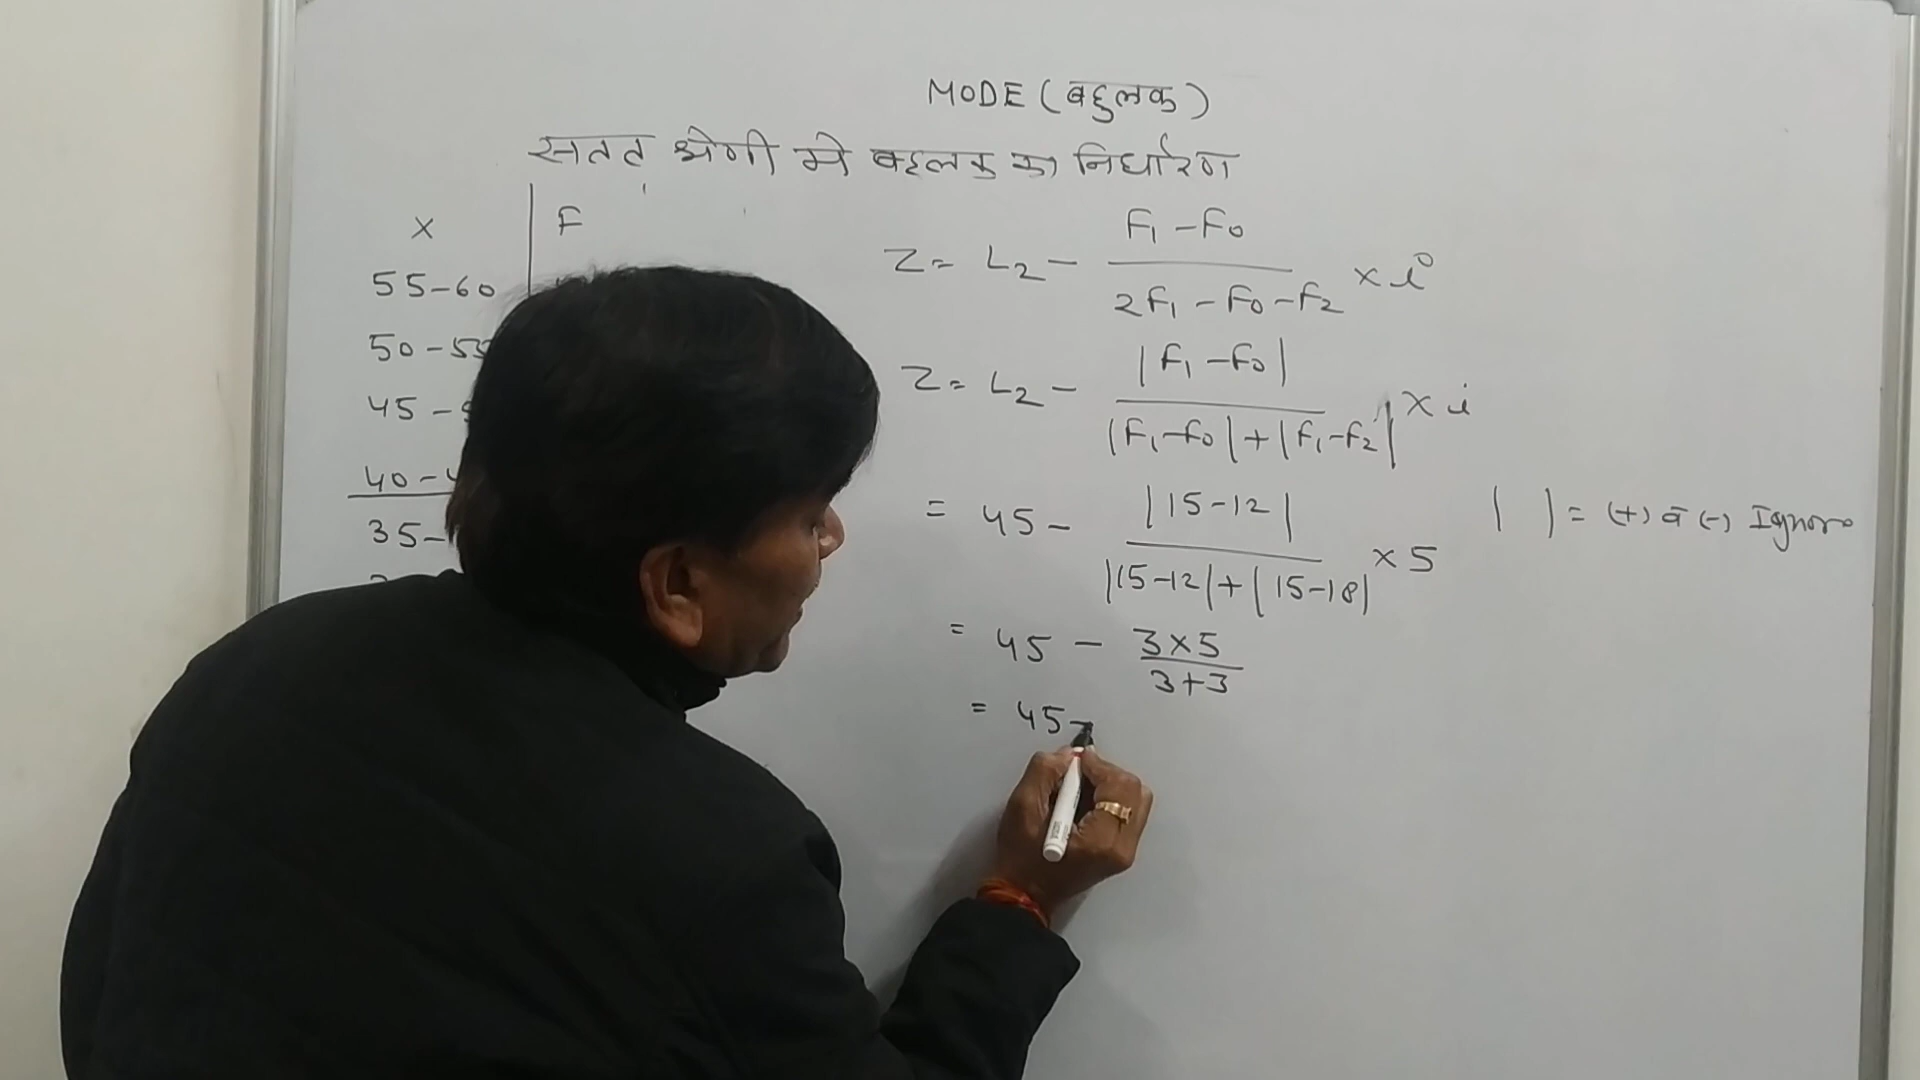 MODE (बहुलक)
सतत श्रेणी मे बहुलक का निर्धारण
X F
55-60
50-55
45-
40-
35-
Z = L2 - F1 - F0 / 2F1 - F0 - F2 × i
Z = L2 - |F1 - F0| / |F1 - F0| + |F1 - F2| × i
= 45 - |15-12| / |15-12| + |15-18| × 5
| | = (+) व (-) Ignore
= 45 - 3×5 / 3+3
= 45-